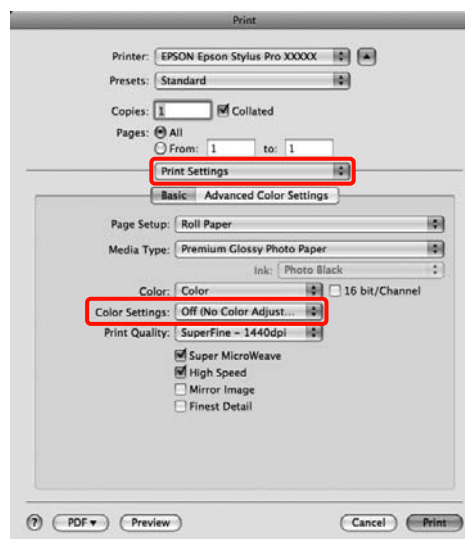 Print
Printer: EPSON Epson Stylus Pro XXXXX
Presets: Standard
Copies: 1 Collated
Pages: All
From: 1 to: 1
Print Settings
Basic Advanced Color Settings
Page Setup: Roll Paper
Media Type: Premium Glossy Photo Paper
Ink: Photo Black
Color: Color 16 bit/Channel
Color Settings: Off (No Color Adjust...
Print Quality: SuperFine – 1440dpi
Super MicroWeave
High Speed
Mirror Image
Finest Detail
? PDF▼ Preview Cancel Print